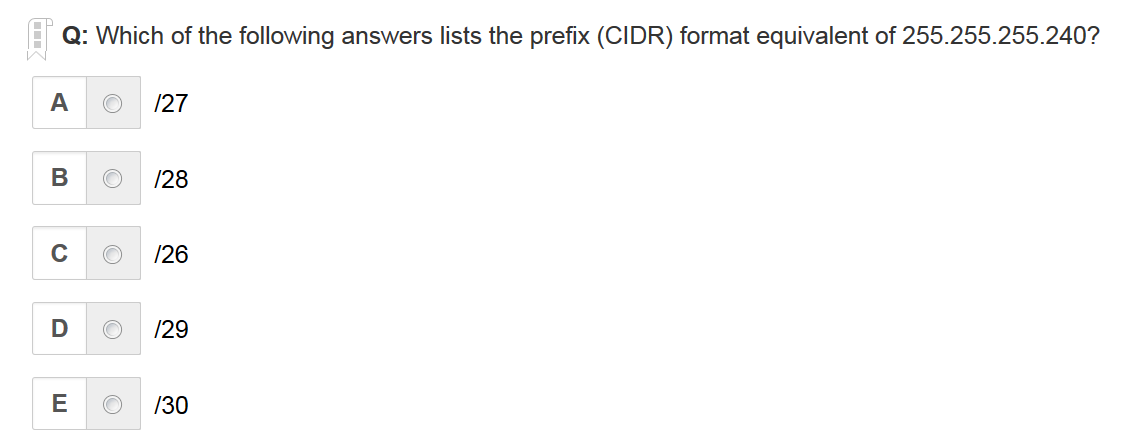 Q: Which of the following answers lists the prefix (CIDR) format equivalent of 255.255.255.240?
A /27
B /28
C /26
D /29
E /30